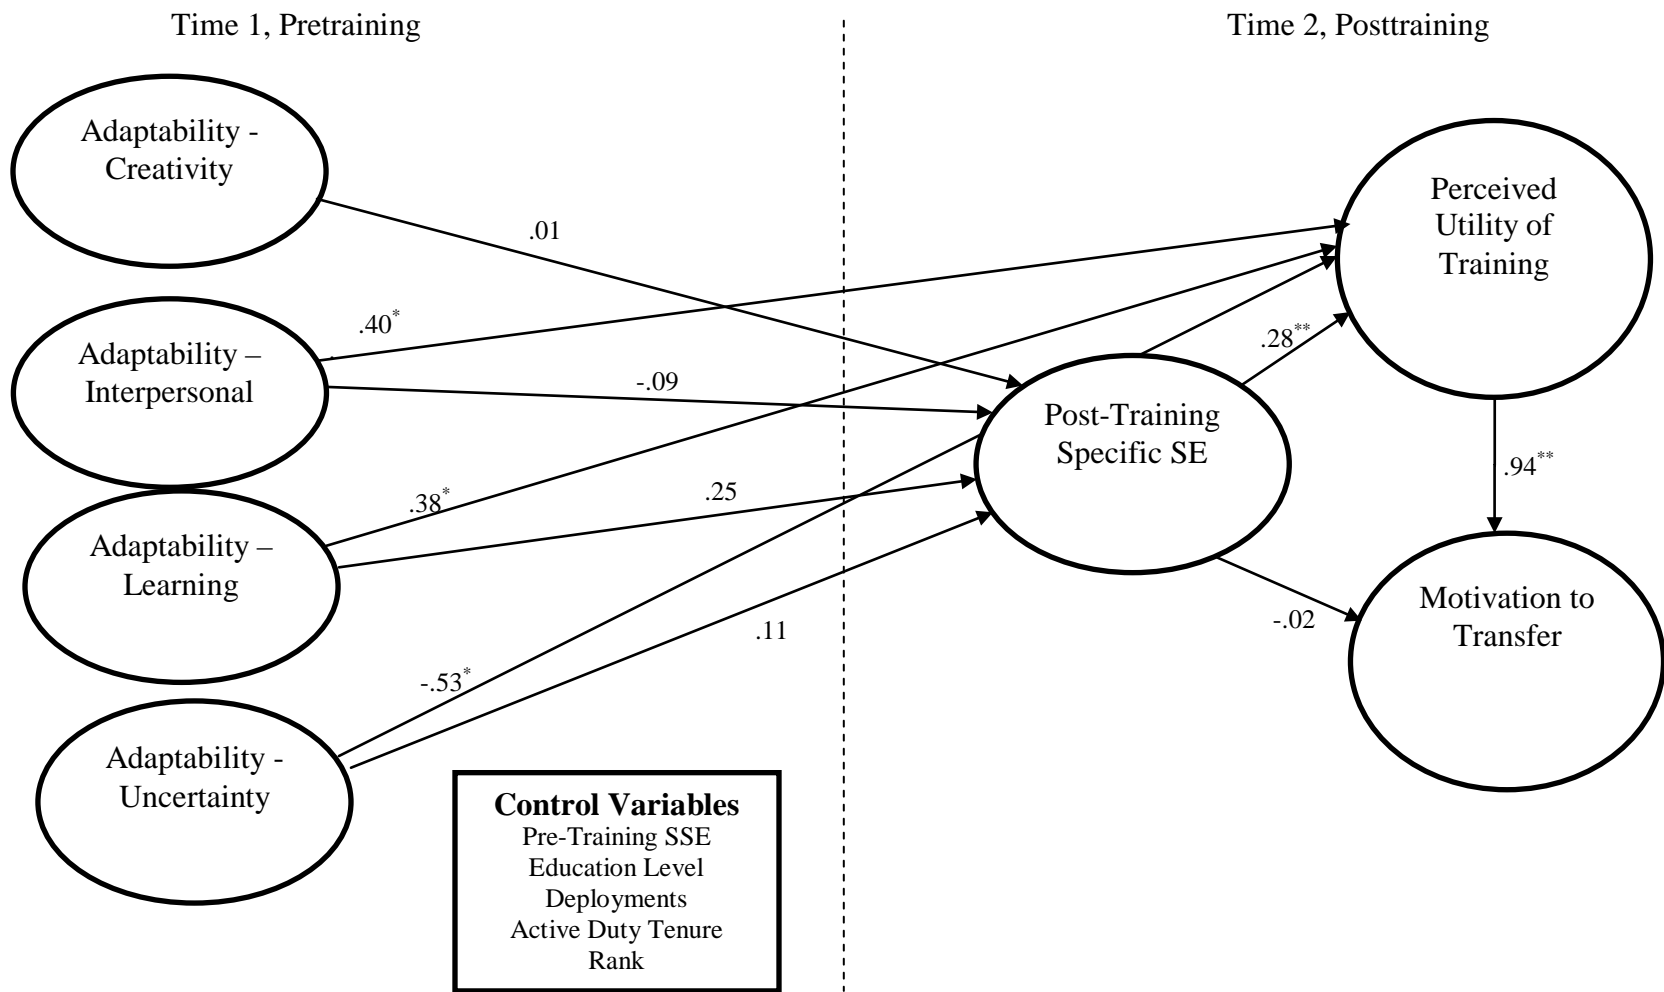 Time 1, Pretraining
Time 2, Posttraining
Adaptability -
Creativity
Perceived
Utility of
Training
.01
.40*
Adaptability –
Interpersonal
-.09
.28**
Post-Training
Specific SE
.94**
.38*
.25
Adaptability –
Learning
Motivation to
Transfer
-.02
.11
-.53*
Adaptability -
Uncertainty
Control Variables
Pre-Training SSE
Education Level
Deployments
Active Duty Tenure
Rank